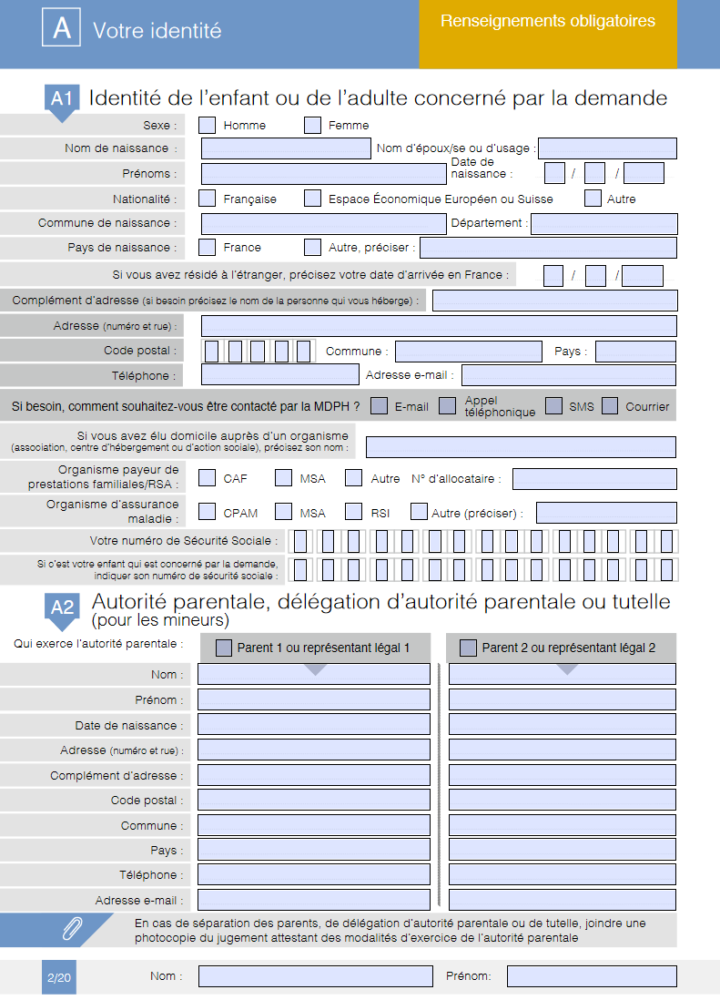 A Votre identité
Renseignements obligatoires
A1 Identité de l'enfant ou de l'adulte concerné par la demande
Sexe : Homme Femme
Nom de naissance : Nom d'époux/se ou d'usage :
Prénoms : Date de naissance : / /
Nationalité : Française Espace Économique Européen ou Suisse Autre
Commune de naissance : Département :
Pays de naissance : France Autre, préciser :
Si vous avez résidé à l'étranger, précisez votre date d'arrivée en France : / /
Complément d'adresse (si besoin précisez le nom de la personne qui vous héberge) :
Adresse (numéro et rue) :
Code postal : Commune : Pays :
Téléphone : Adresse e-mail :
Si besoin, comment souhaitez-vous être contacté par la MDPH ? E-mail Appel téléphonique SMS Courrier
Si vous avez élu domicile auprès d'un organisme
(association, centre d'hébergement ou d'action sociale), précisez son nom :
Organisme payeur de
prestations familiales/RSA : CAF MSA Autre N° d'allocataire :
Organisme d'assurance
maladie : CPAM MSA RSI Autre (préciser) :
Votre numéro de Sécurité Sociale :
Si c'est votre enfant qui est concerné par la demande,
indiquer son numéro de sécurité sociale :
A2 Autorité parentale, délégation d'autorité parentale ou tutelle
(pour les mineurs)
Qui exerce l'autorité parentale : Parent 1 ou représentant légal 1 Parent 2 ou représentant légal 2
Nom :
Prénom :
Date de naissance :
Adresse (numéro et rue) :
Complément d'adresse :
Code postal :
Commune :
Pays :
Téléphone :
Adresse e-mail :
En cas de séparation des parents, de délégation d'autorité parentale ou de tutelle, joindre une
photocopie du jugement attestant des modalités d'exercice de l'autorité parentale
2/20 Nom : Prénom: